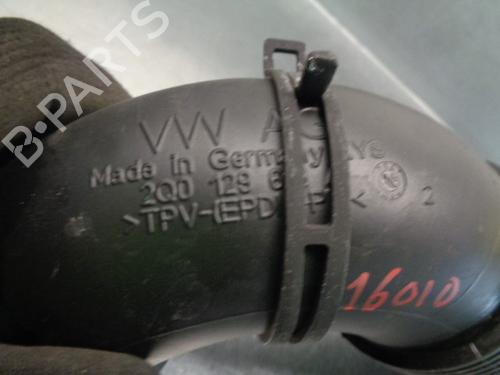 B-PARTS
VW AG
Made in Germany
2Q0 129 6
>TPV-(EPD
P < 2
16010